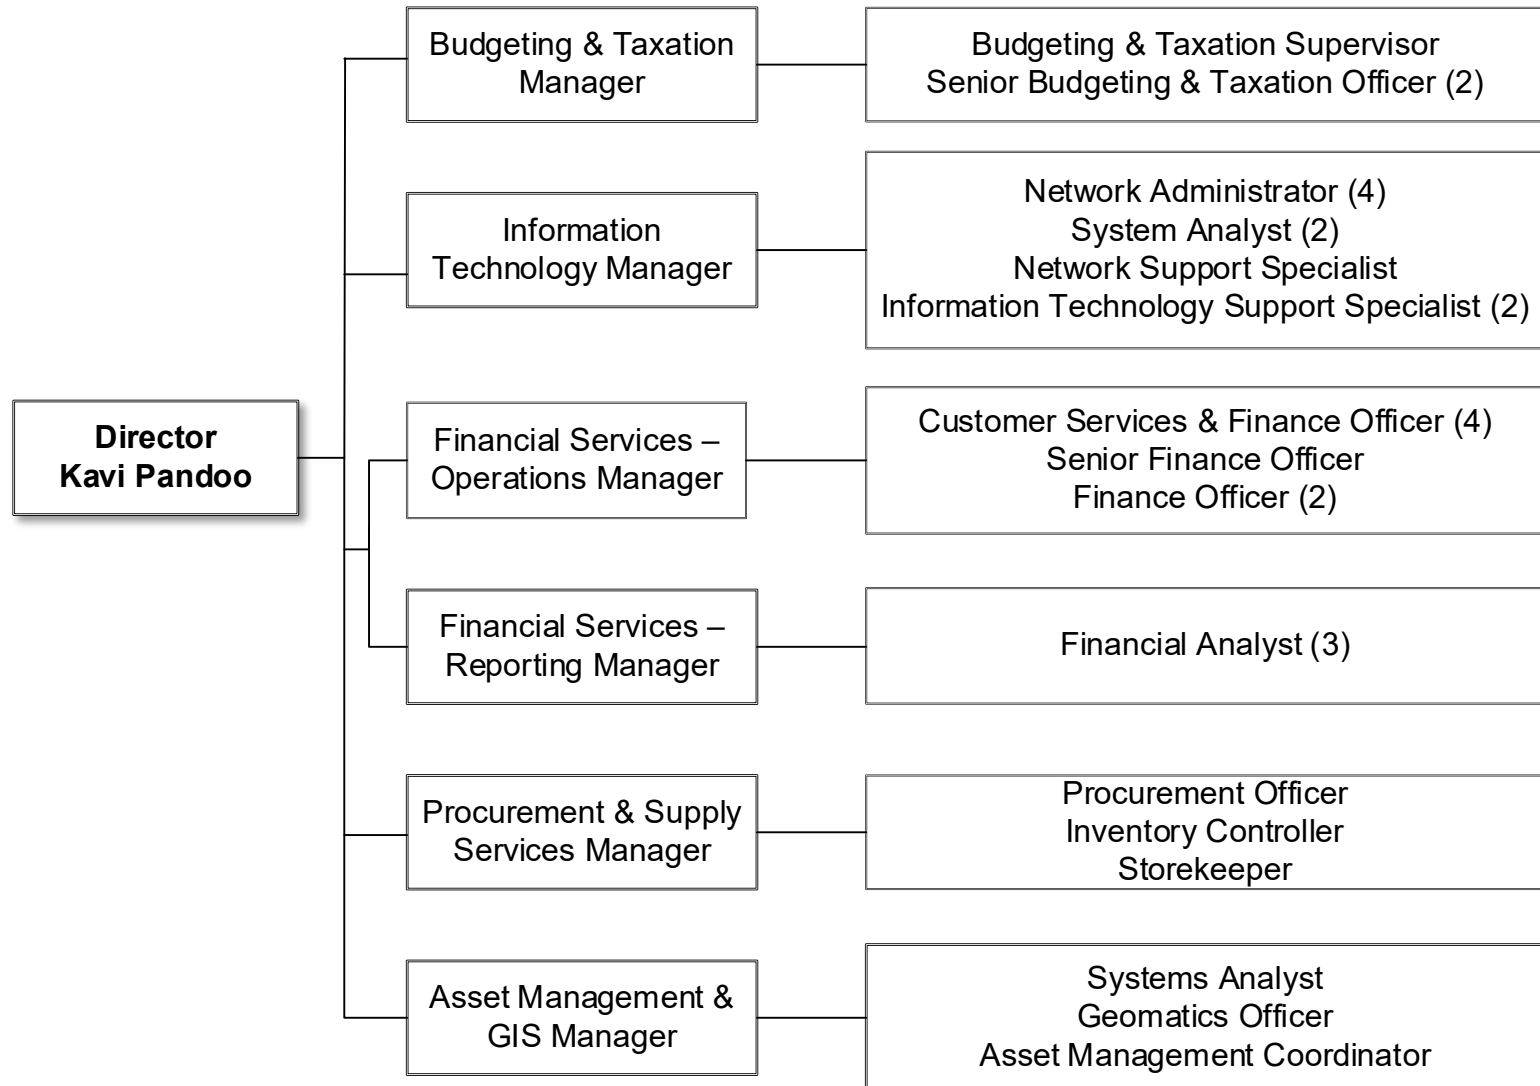 Budgeting & Taxation
Manager
Budgeting & Taxation Supervisor
Senior Budgeting & Taxation Officer (2)
Information
Technology Manager
Network Administrator (4)
System Analyst (2)
Network Support Specialist
Information Technology Support Specialist (2)
Director
Kavi Pandoo
Financial Services –
Operations Manager
Customer Services & Finance Officer (4)
Senior Finance Officer
Finance Officer (2)
Financial Services –
Reporting Manager
Financial Analyst (3)
Procurement & Supply
Services Manager
Procurement Officer
Inventory Controller
Storekeeper
Asset Management &
GIS Manager
Systems Analyst
Geomatics Officer
Asset Management Coordinator